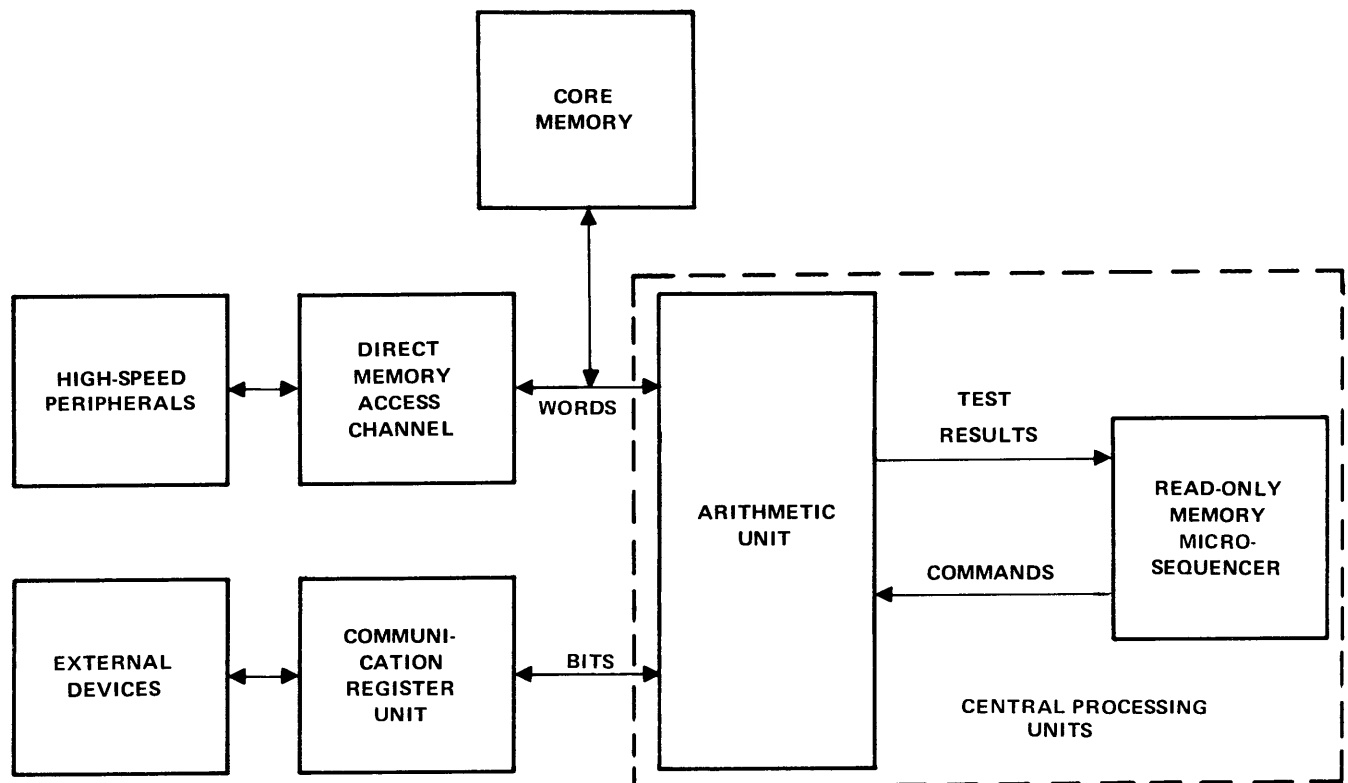 CORE
MEMORY
HIGH-SPEED
PERIPHERALS
DIRECT
MEMORY
ACCESS
CHANNEL
WORDS
ARITHMETIC
UNIT
TEST
RESULTS
COMMANDS
READ-ONLY
MEMORY
MICRO-
SEQUENCER
EXTERNAL
DEVICES
COMMUNI-
CATION
REGISTER
UNIT
BITS
CENTRAL PROCESSING
UNITS